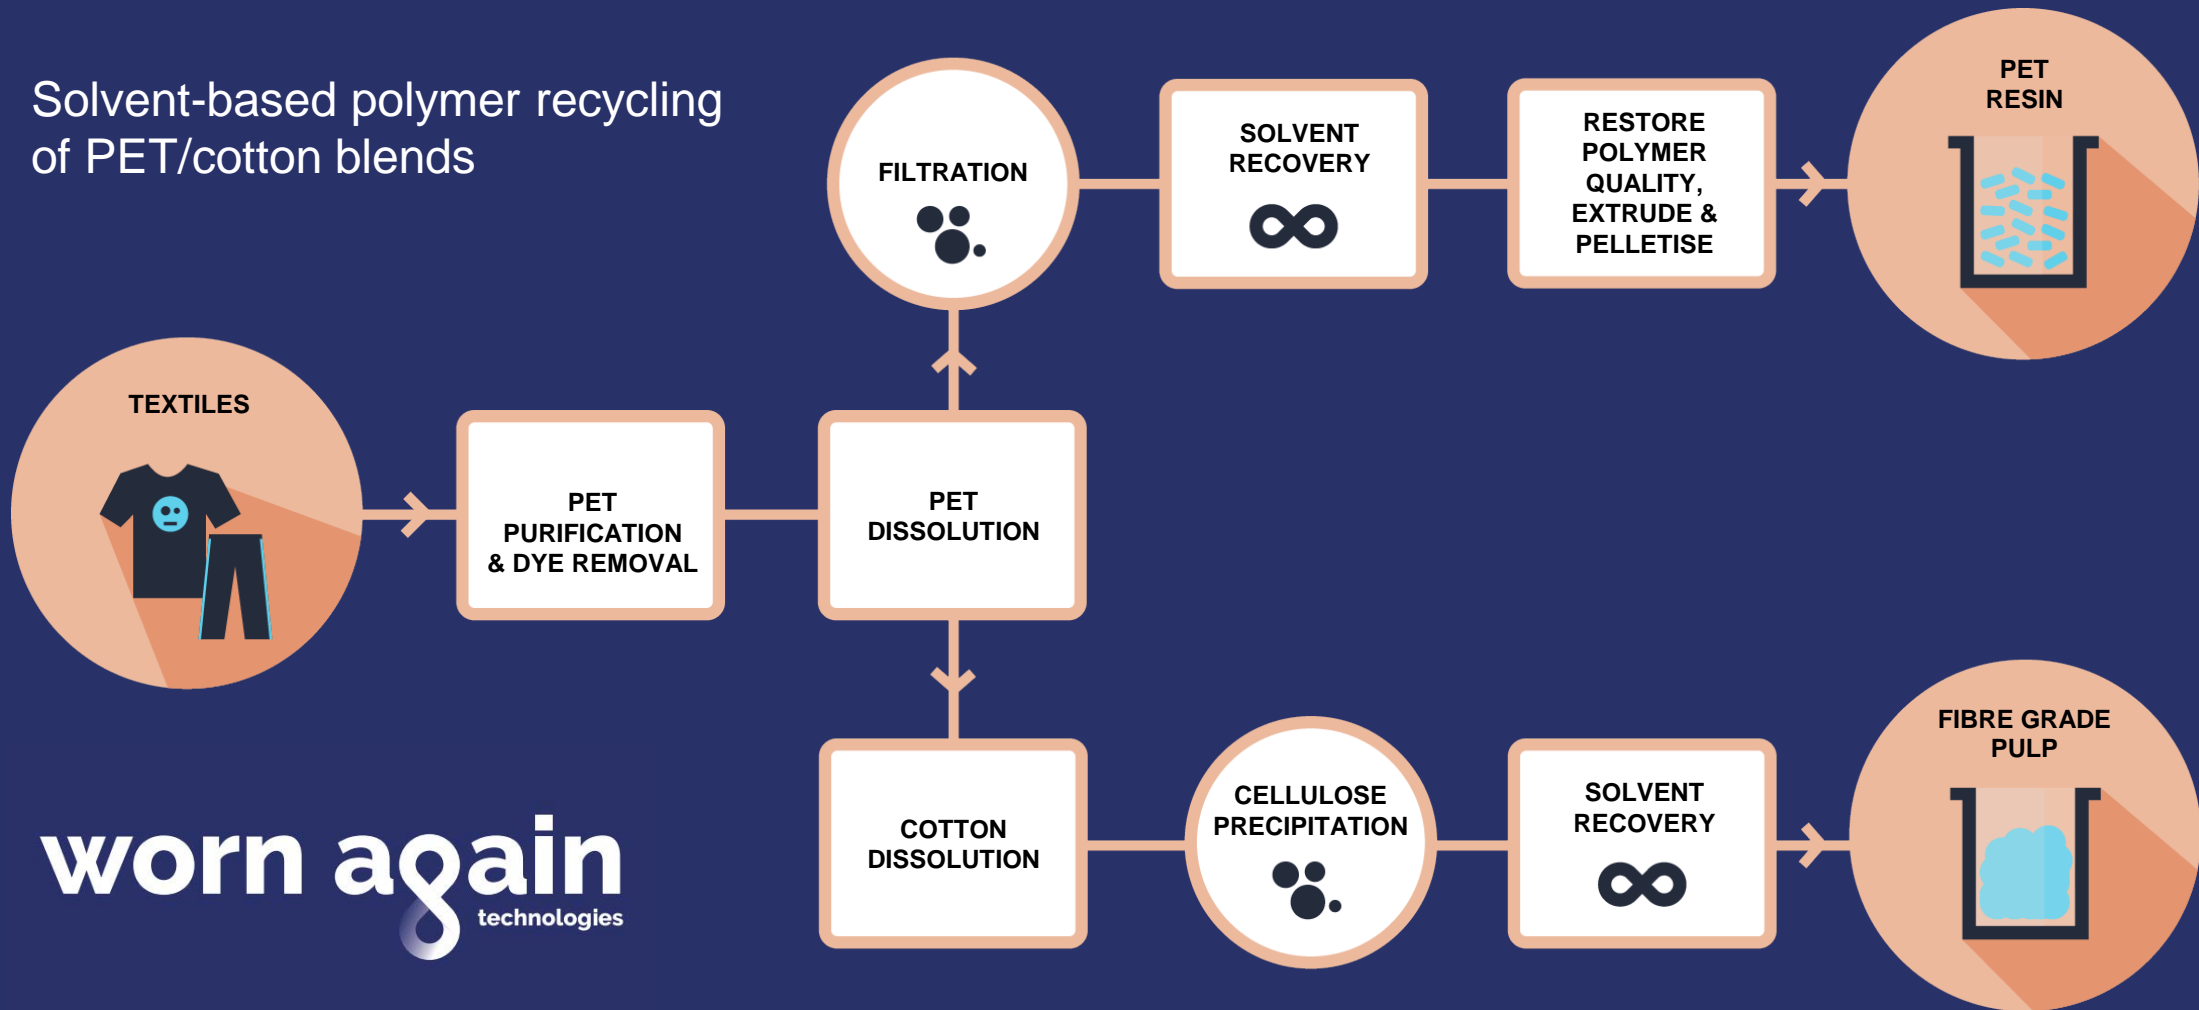 Solvent-based polymer recycling
of PET/cotton blends
FILTRATION
SOLVENT
RECOVERY
RESTORE
POLYMER
QUALITY,
EXTRUDE &
PELLETISE
PET
RESIN
TEXTILES
PET
PURIFICATION
& DYE REMOVAL
PET
DISSOLUTION
COTTON
DISSOLUTION
CELLULOSE
PRECIPITATION
SOLVENT
RECOVERY
FIBRE GRADE
PULP
worn again
technologies